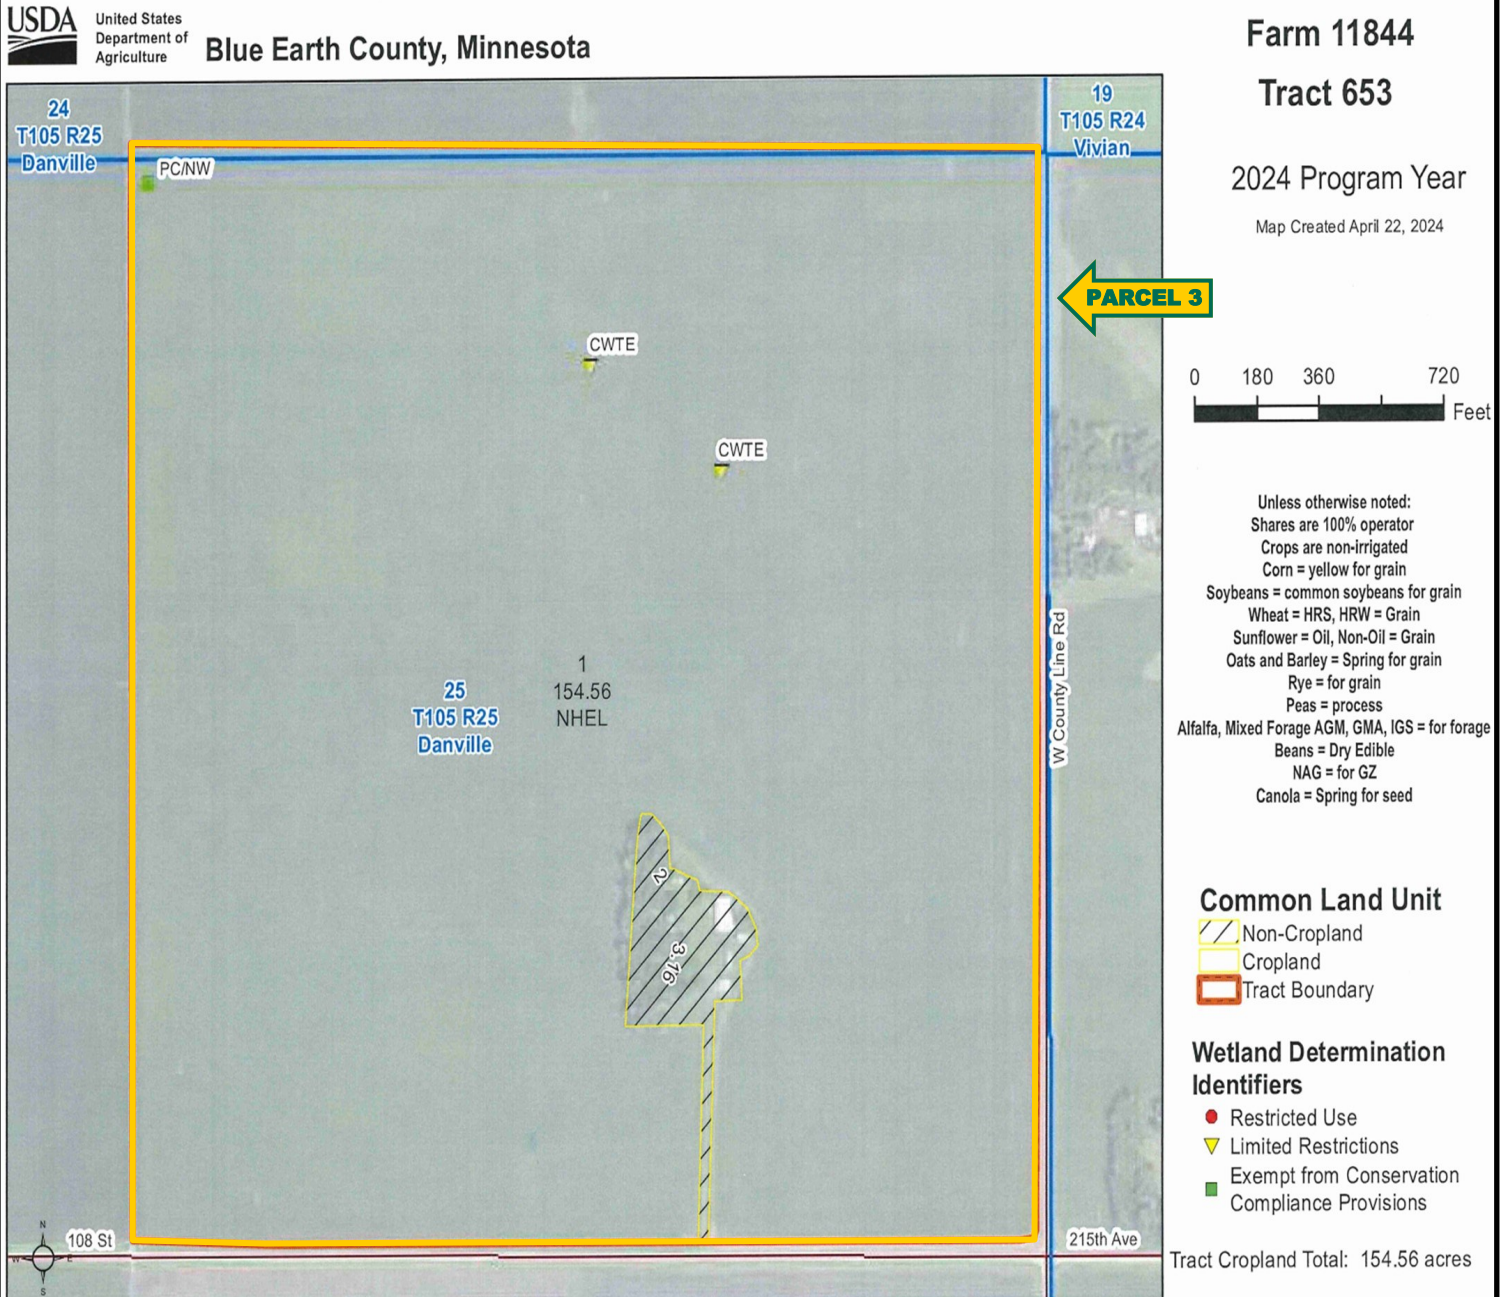 USDA
United States
Department of
Agriculture
Blue Earth County, Minnesota
Farm 11844
Tract 653
2024 Program Year
Map Created April 22, 2024
24
T105 R25
Danville
19
T105 R24
Vivian
PC/NW
PARCEL 3
CWTE
CWTE
0 180 360 720
Feet
Unless otherwise noted:
Shares are 100% operator
Crops are non-irrigated
Corn = yellow for grain
Soybeans = common soybeans for grain
Wheat = HRS, HRW = Grain
Sunflower = Oil, Non-Oil = Grain
Oats and Barley = Spring for grain
Rye = for grain
Peas = process
Alfalfa, Mixed Forage AGM, GMA, IGS = for forage
Beans = Dry Edible
NAG = for GZ
Canola = Spring for seed
W County Line Rd
1
154.56
NHEL
25
T105 R25
Danville
2
3.16
Common Land Unit
Non-Cropland
Cropland
Tract Boundary
Wetland Determination
Identifiers
Restricted Use
Limited Restrictions
Exempt from Conservation
Compliance Provisions
Tract Cropland Total: 154.56 acres
108 St
215th Ave
N
W E
S